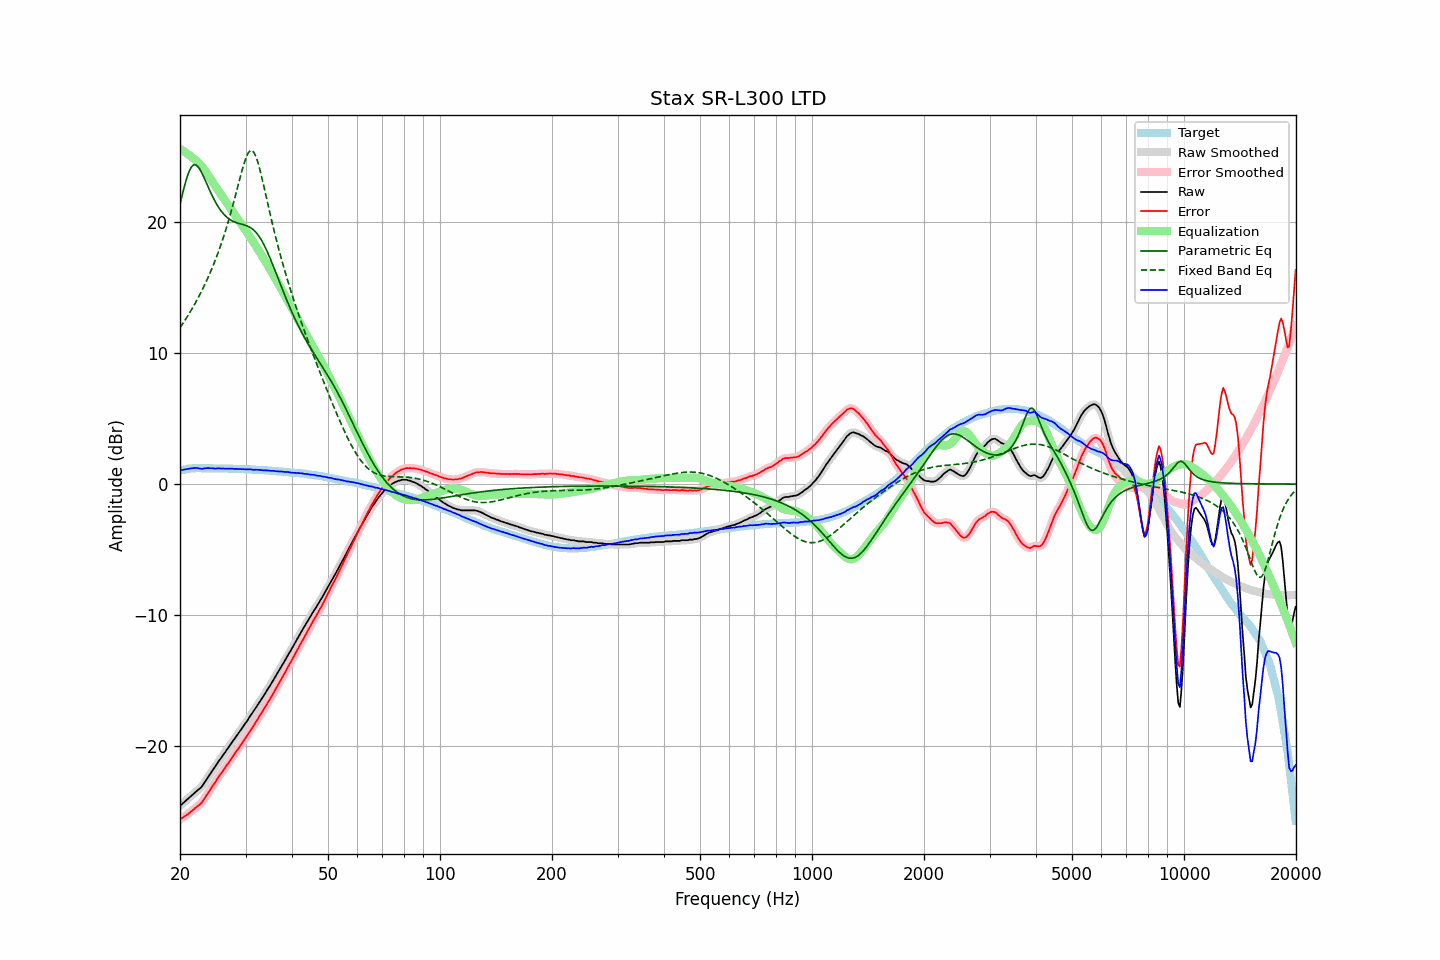 Stax SR-L300 LTD
Target
Raw Smoothed
Error Smoothed
Raw
Error
Equalization
Parametric Eq
Fixed Band Eq
Equalized
Amplitude (dBr)
20
10
0
−10
−20
20 50 100 200 500 1000 2000 5000 10000 20000
Frequency (Hz)